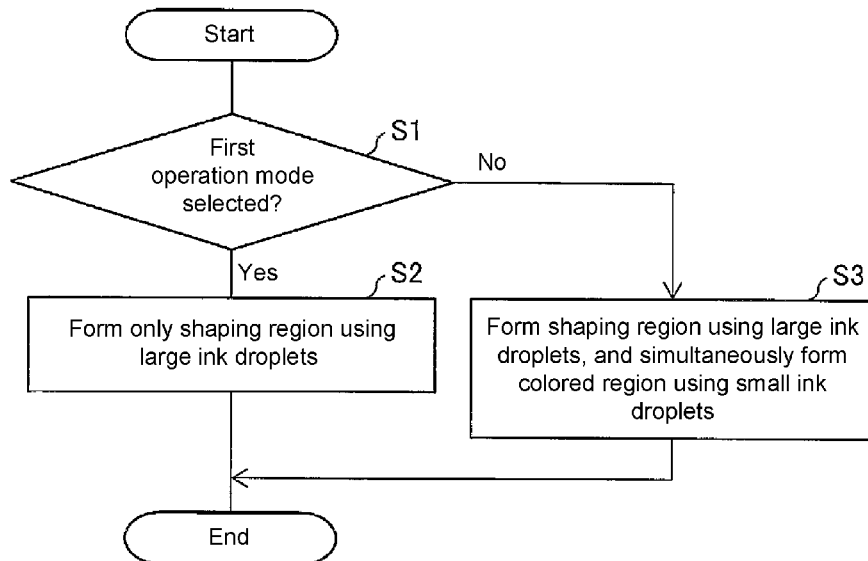 Start
S1
First
operation mode
selected?
No
Yes
S2
Form only shaping region using
large ink droplets
S3
Form shaping region using large ink
droplets, and simultaneously form
colored region using small ink
droplets
End